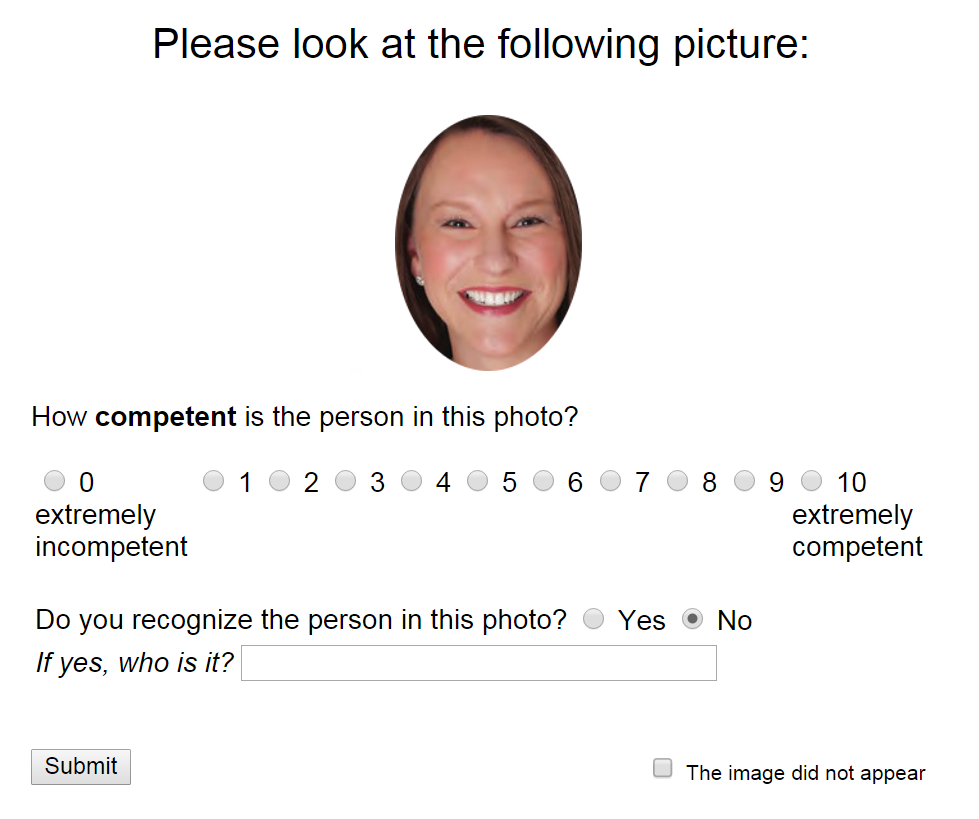 Please look at the following picture:
How competent is the person in this photo?
0 1 2 3 4 5 6 7 8 9 10
extremely extremely
incompetent competent
Do you recognize the person in this photo? Yes No
If yes, who is it?
Submit The image did not appear